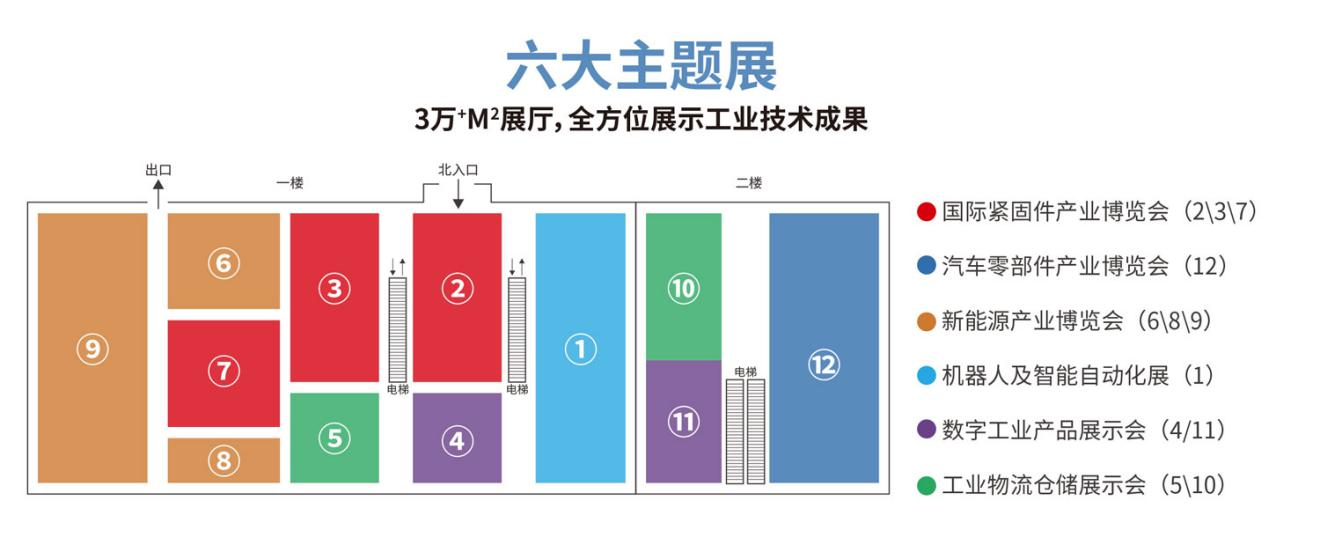 六大主题展
3万⁺M²展厅, 全方位展示工业技术成果
出口
一楼
北入口
二楼
⑨
⑥
⑦
⑧
③
⑤
电梯
②
④
电梯
①
⑩
⑪
电梯
⑫
国际紧固件产业博览会（2\3\7）
汽车零部件产业博览会（12）
新能源产业博览会（6\8\9）
机器人及智能自动化展（1）
数字工业产品展示会（4/11）
工业物流仓储展示会（5\10）